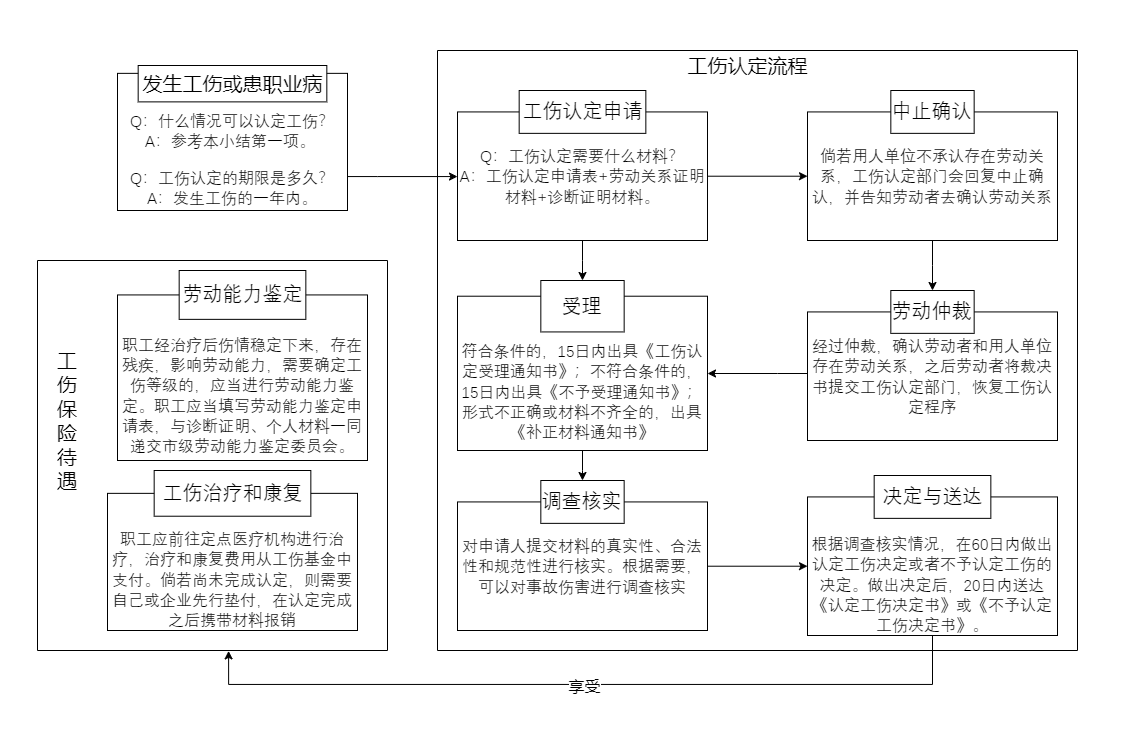 发生工伤或患职业病
Q：什么情况可以认定工伤？
A：参考本小结第一项。
Q：工伤认定的期限是多久？
A：发生工伤的一年内。
工伤认定流程
工伤认定申请
Q：工伤认定需要什么材料？
A：工伤认定申请表+劳动关系证明
材料+诊断证明材料。
中止确认
倘若用人单位不承认存在劳动关
系，工伤认定部门会回复中止确
认，并告知劳动者去确认劳动关系
受理
符合条件的，15日内出具《工伤认
定受理通知书》；不符合条件的，
15日内出具《不予受理通知书》；
形式不正确或材料不齐全的，出具
《补正材料通知书》
劳动仲裁
经过仲裁，确认劳动者和用人单位
存在劳动关系，之后劳动者将裁决
书提交工伤认定部门，恢复工伤认
定程序
调查核实
对申请人提交材料的真实性、合法
性和规范性进行核实。根据需要，
可以对事故伤害进行调查核实
决定与送达
根据调查核实情况，在60日内做出
认定工伤决定或者不予认定工伤的
决定。做出决定后，20日内送达
《认定工伤决定书》或《不予认定
工伤决定书》。
享受
工伤保险待遇
劳动能力鉴定
职工经治疗后伤情稳定下来，存在
残疾，影响劳动能力，需要确定工
伤等级的，应当进行劳动能力鉴
定。职工应当填写劳动能力鉴定申
请表，与诊断证明、个人材料一同
递交市级劳动能力鉴定委员会。
工伤治疗和康复
职工应前往定点医疗机构进行治
疗，治疗和康复费用从工伤基金中
支付。倘若尚未完成认定，则需要
自己或企业先行垫付，在认定完成
之后携带材料报销